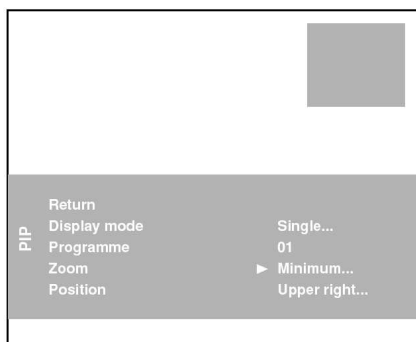 PIP
Return
Display mode Single...
Programme 01
Zoom ► Minimum...
Position Upper right...